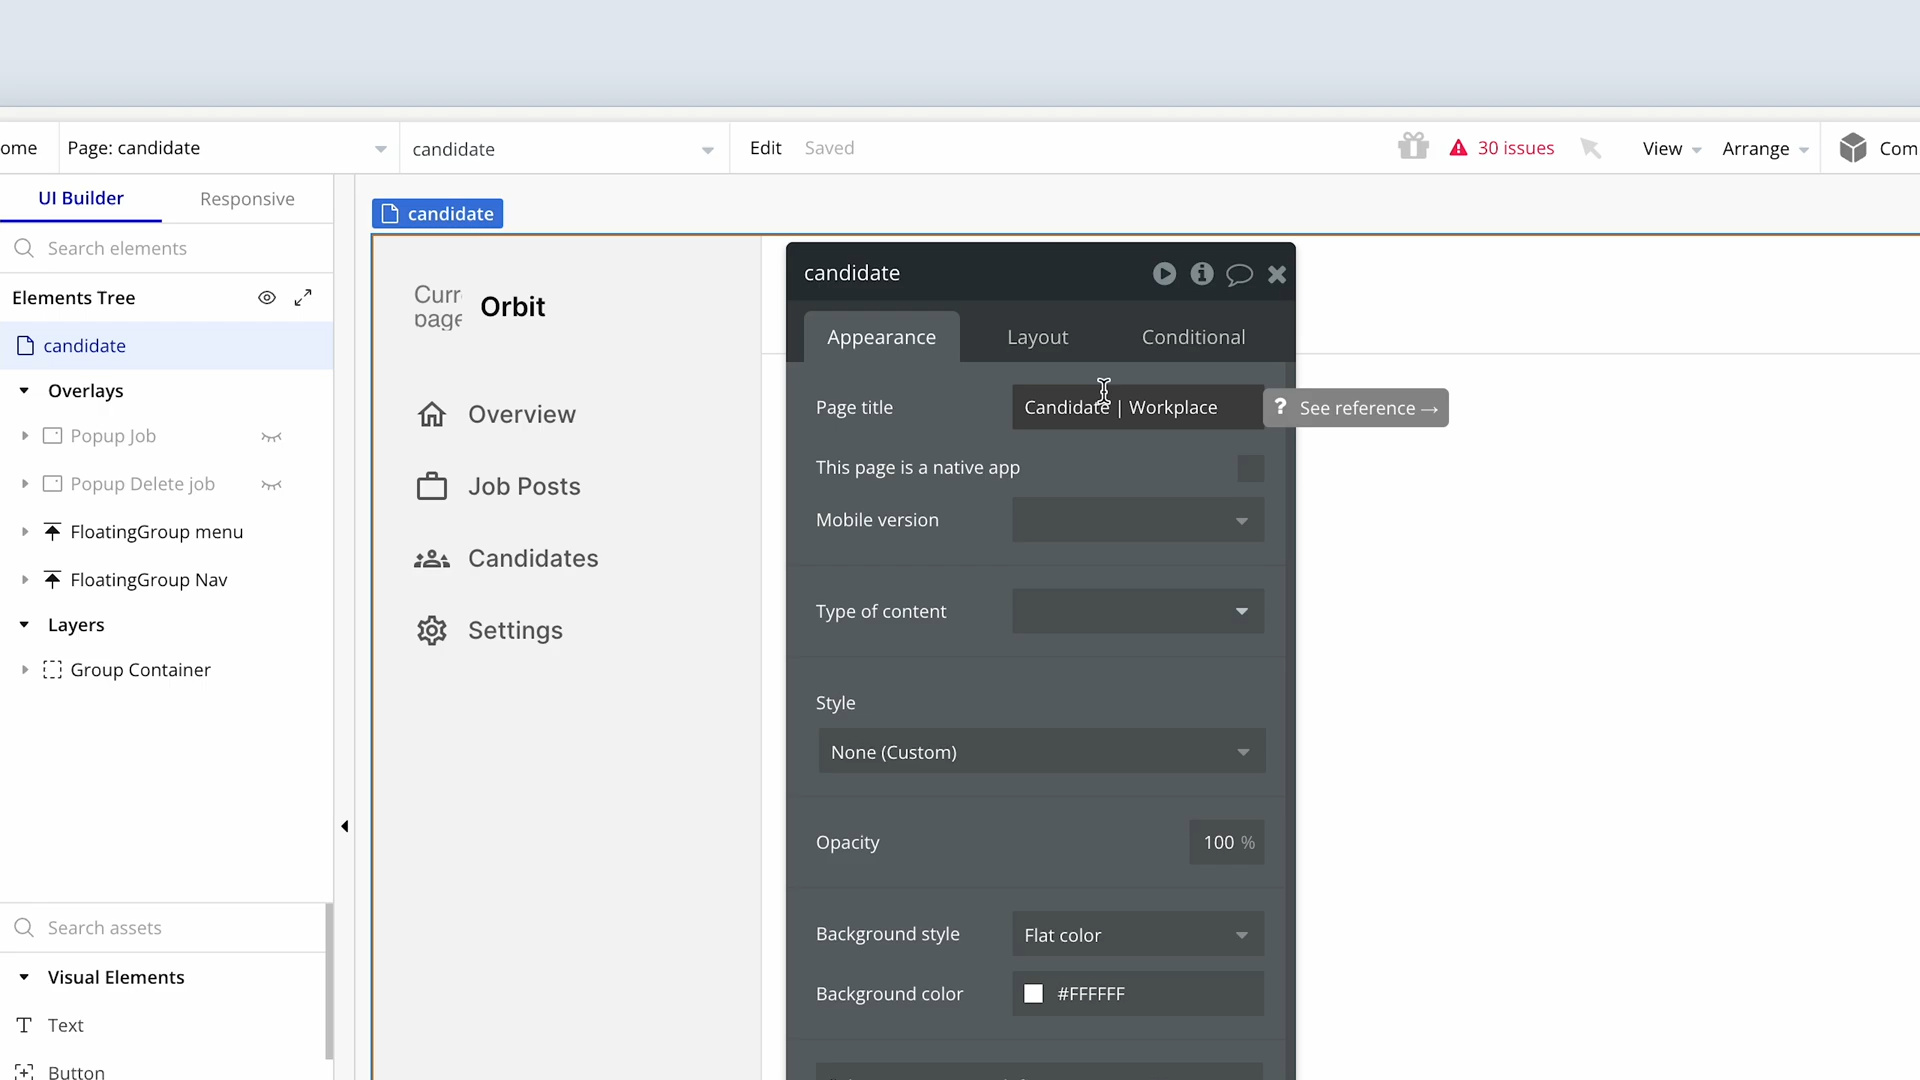 ome
Page: candidate
candidate
Edit
Saved
30 issues
View
Arrange
Com
UI Builder
Responsive
Search elements
Elements Tree
candidate
Overlays
Popup Job
Popup Delete job
FloatingGroup menu
FloatingGroup Nav
Layers
Group Container
Search assets
Visual Elements
Text
Button
candidate
Curr
page
Orbit
Overview
Job Posts
Candidates
Settings
candidate
Appearance
Layout
Conditional
Page title
Candidate | Workplace
? See reference →
This page is a native app
Mobile version
Type of content
Style
None (Custom)
Opacity
100 %
Background style
Flat color
Background color
#FFFFFF